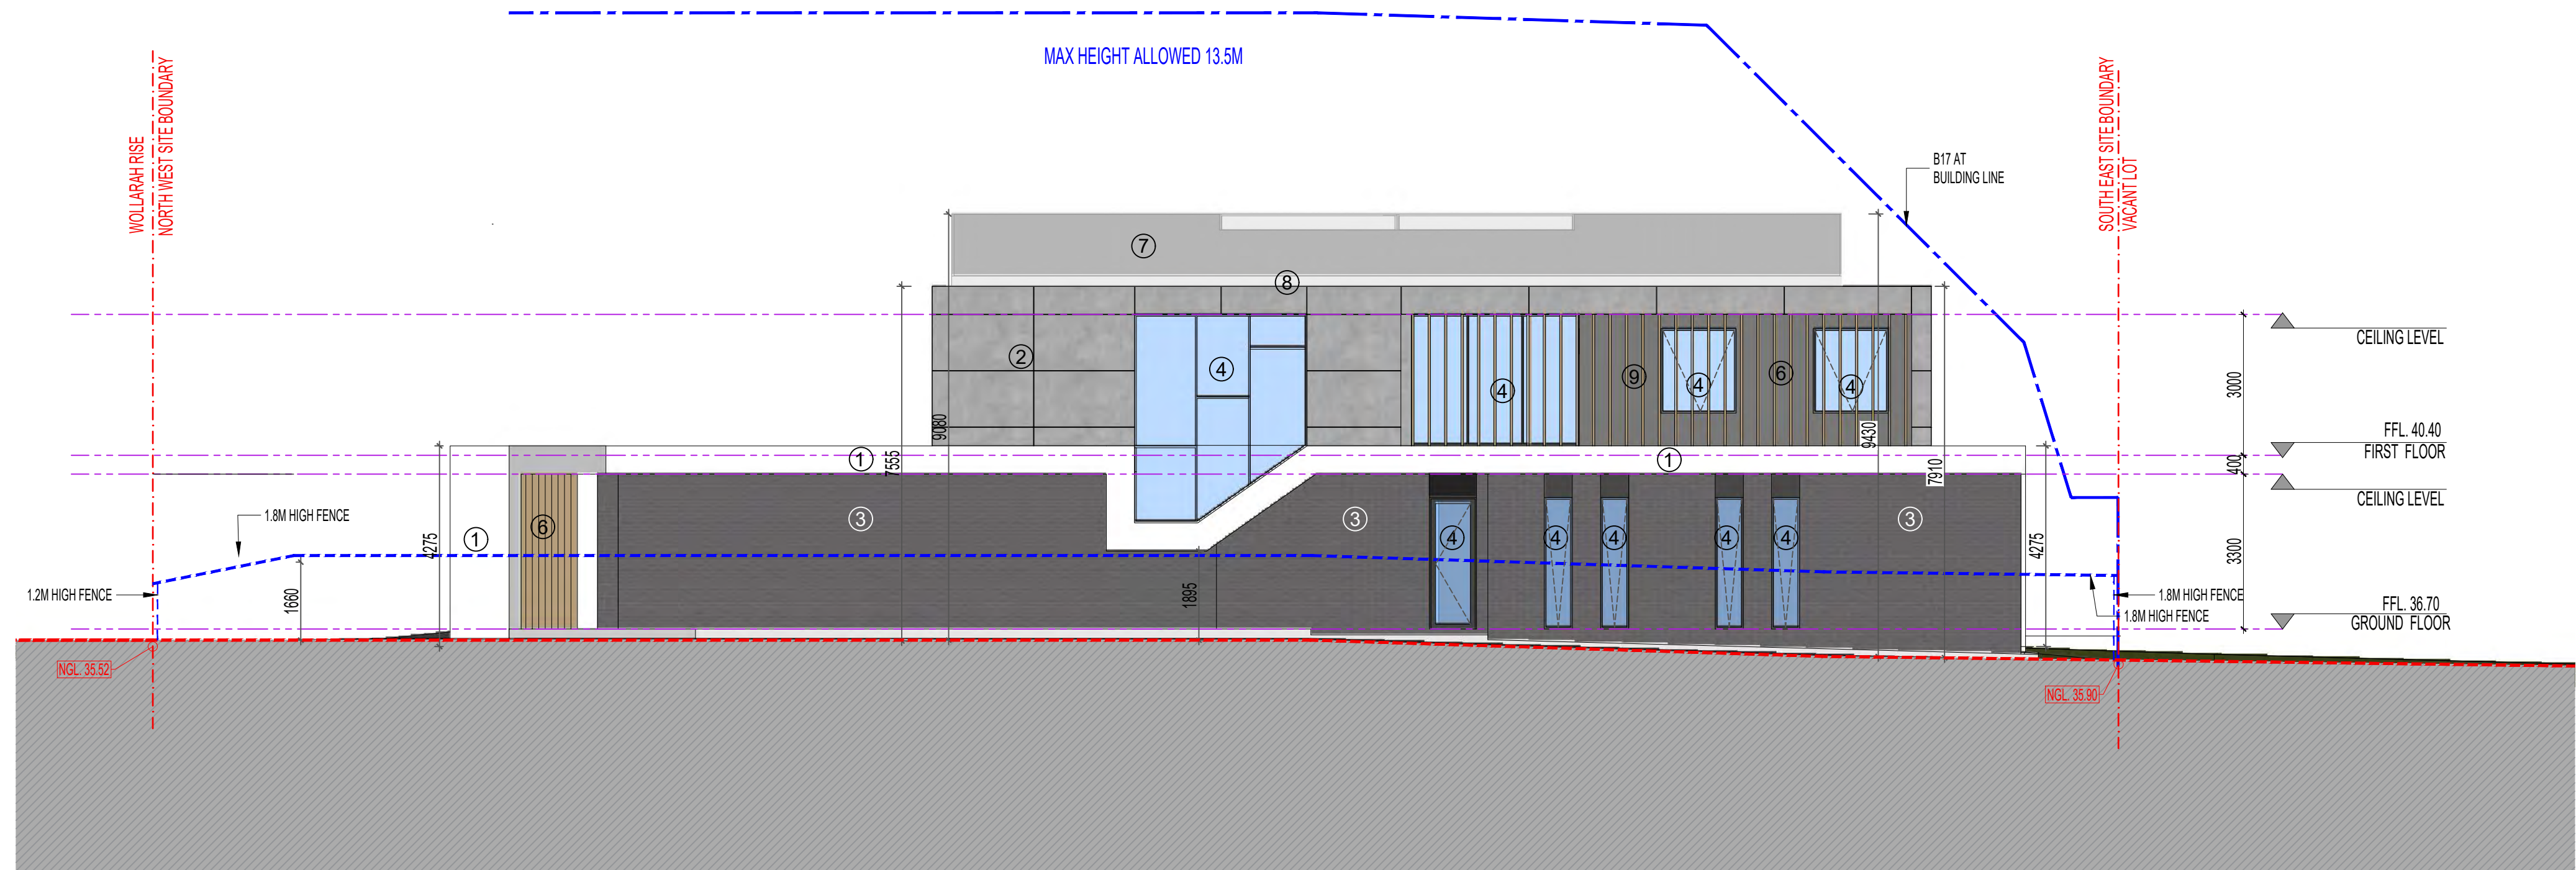 MAX HEIGHT ALLOWED 13.5M
WOLLARAH RISE
NORTH WEST SITE BOUNDARY
SOUTH EAST SITE BOUNDARY
VACANT LOT
B17 AT
BUILDING LINE
7
8
2
4
4
9
4
6
4
CEILING LEVEL
3000
9080
7555
9430
7910
FFL. 40.40
FIRST FLOOR
400
1
1
CEILING LEVEL
1.8M HIGH FENCE
4275
1
6
3
3
4
4
4
4
4
3
4275
3300
1.2M HIGH FENCE
1660
1895
1.8M HIGH FENCE
1.8M HIGH FENCE
FFL. 36.70
GROUND FLOOR
NGL. 35.52
NGL. 35.90